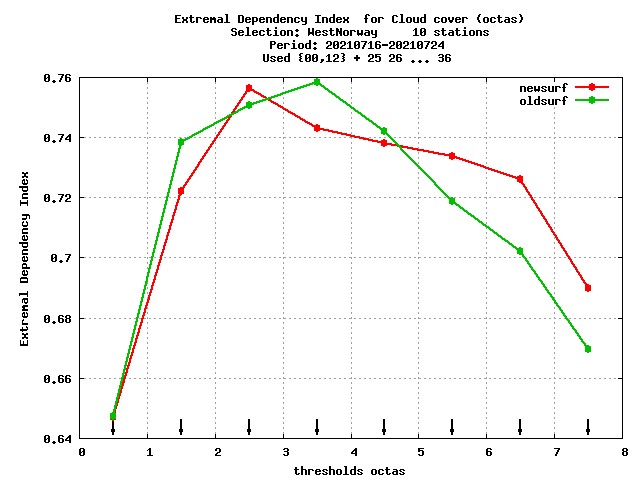 Extremal Dependency Index  for Cloud cover (octas)
Selection: WestNorway     10 stations
Period: 20210716-20210724
Used {00,12} + 25 26 ... 36
newsurf
oldsurf
0.76
0.74
0.72
0.7
0.68
0.66
0.64
Extremal Dependency Index
0 1 2 3 4 5 6 7 8
thresholds octas